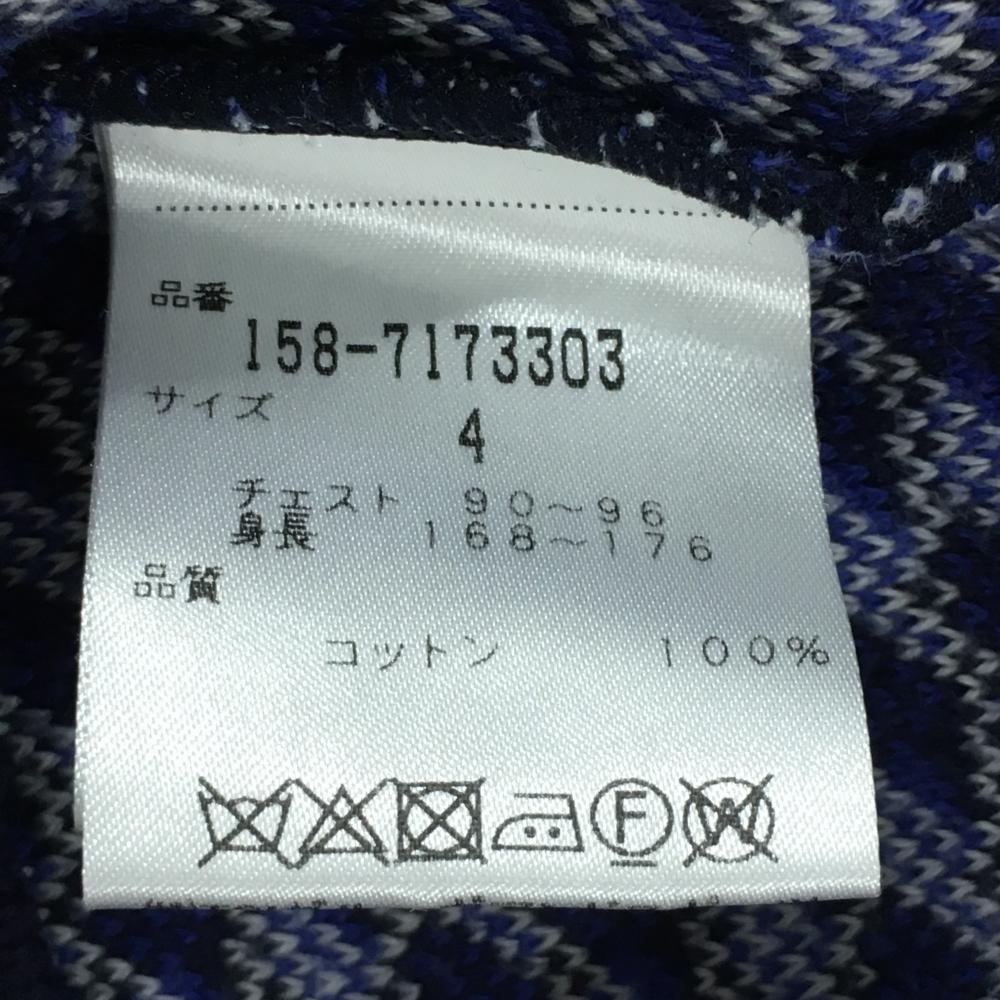 品番
158-7173303
サイズ
4
チェスト 90～96
身長 168～176
品質
コットン 100%
F W